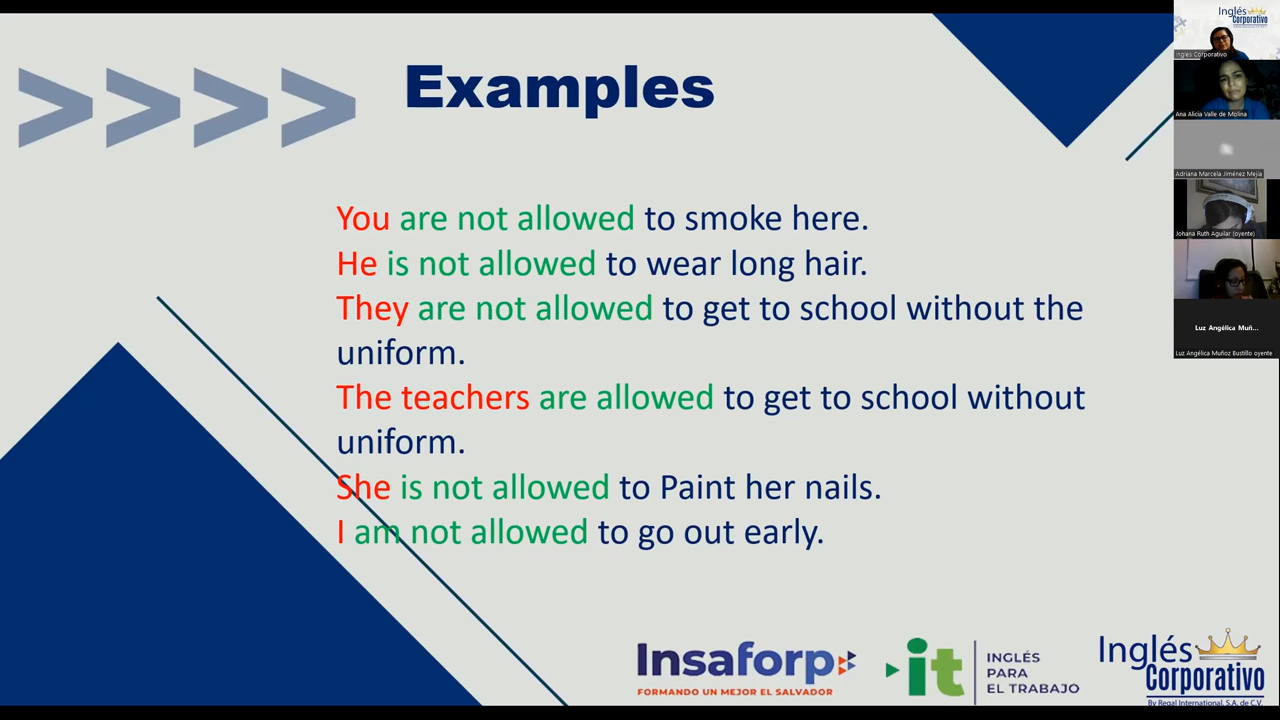 >>>> Examples
You are not allowed to smoke here.
He is not allowed to wear long hair.
They are not allowed to get to school without the
uniform.
The teachers are allowed to get to school without
uniform.
She is not allowed to Paint her nails.
I am not allowed to go out early.
Insaforp
FORMANDO UN MEJOR EL SALVADOR
it
INGLÉS
PARA
EL TRABAJO
Inglés
Corporativo
By Regal International, S.A. de C.V.
Inglés
Corporativo
Inglés Corporativo
Ana Alicia Valle de Molina
Adriana Marcela Jiménez Mejía
Johana Ruth Aguilar (oyente)
Luz Angélica Muñ...
Luz Angélica Muñoz Bustillo oyente